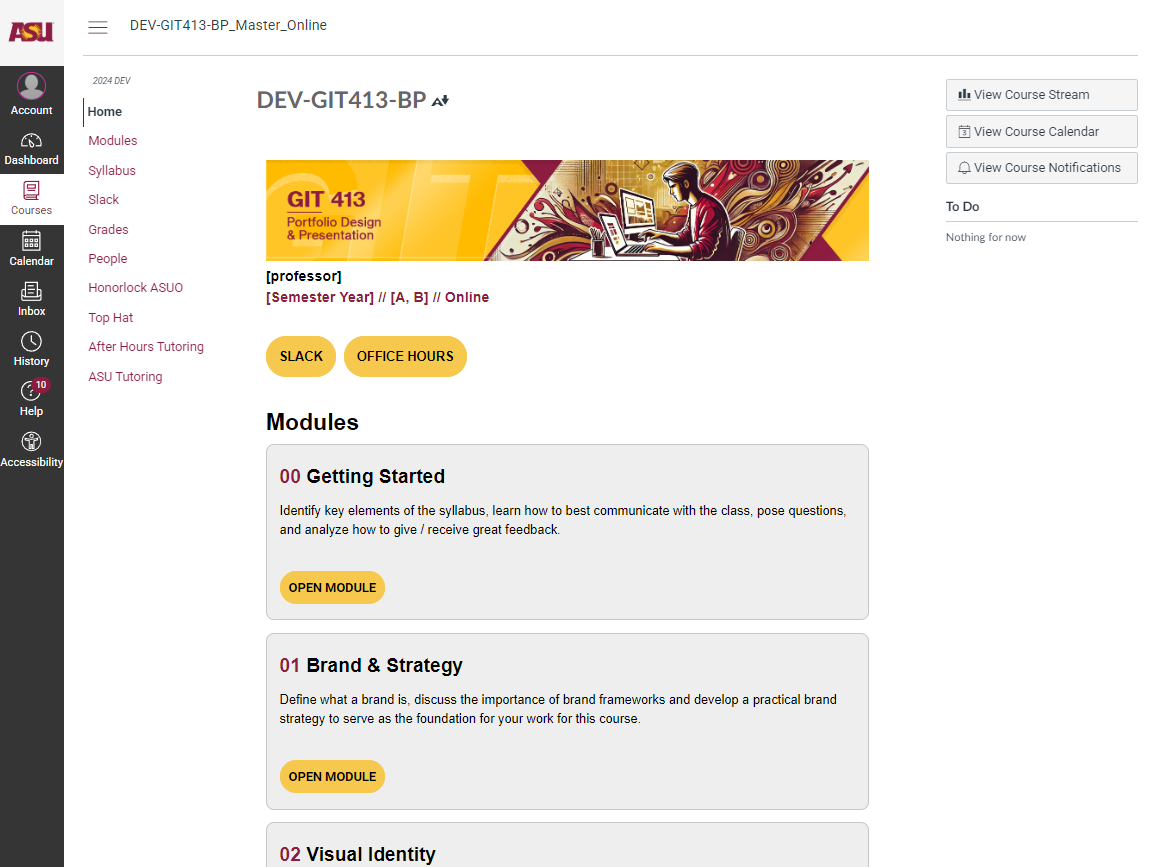 ASU
DEV-GIT413-BP_Master_Online
Account
Dashboard
Courses
Calendar
Inbox
History
10
Help
Accessibility
2024 DEV
Home
Modules
Syllabus
Slack
Grades
People
Honorlock ASUO
Top Hat
After Hours Tutoring
ASU Tutoring
DEV-GIT413-BP
GIT 413
Portfolio Design
& Presentation
[professor]
[Semester Year] // [A, B] // Online
SLACK OFFICE HOURS
Modules
00 Getting Started
Identify key elements of the syllabus, learn how to best communicate with the class, pose questions,
and analyze how to give / receive great feedback.
OPEN MODULE
01 Brand & Strategy
Define what a brand is, discuss the importance of brand frameworks and develop a practical brand
strategy to serve as the foundation for your work for this course.
OPEN MODULE
02 Visual Identity
View Course Stream
View Course Calendar
View Course Notifications
To Do
Nothing for now